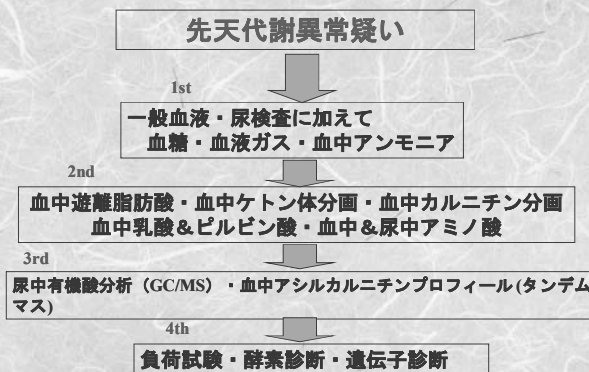 先天代謝異常疑い
1st
一般血液・尿検査に加えて
血糖・血液ガス・血中アンモニア
2nd
血中遊離脂肪酸・血中ケトン体分画・血中カルニチン分画
血中乳酸＆ピルビン酸・血中＆尿中アミノ酸
3rd
尿中有機酸分析（GC/MS）・血中アシルカルニチンプロフィール(タンデム
マス)
4th
負荷試験・酵素診断・遺伝子診断